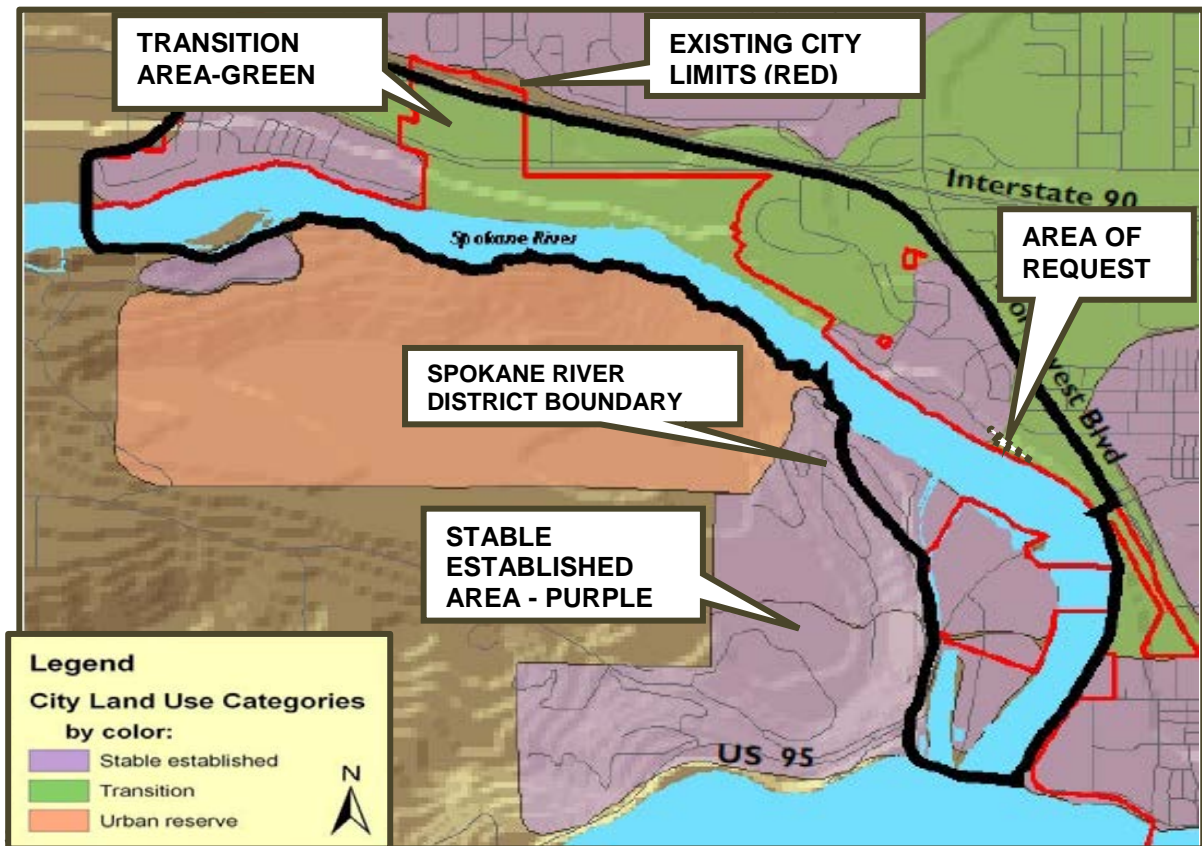 TRANSITION
AREA-GREEN
EXISTING CITY
LIMITS (RED)
Interstate 90
AREA OF
REQUEST
Spokane River
SPOKANE RIVER
DISTRICT BOUNDARY
Blvd
STABLE
ESTABLISHED
AREA - PURPLE
US 95
Legend
City Land Use Categories
by color:
Stable established
Transition
Urban reserve
N